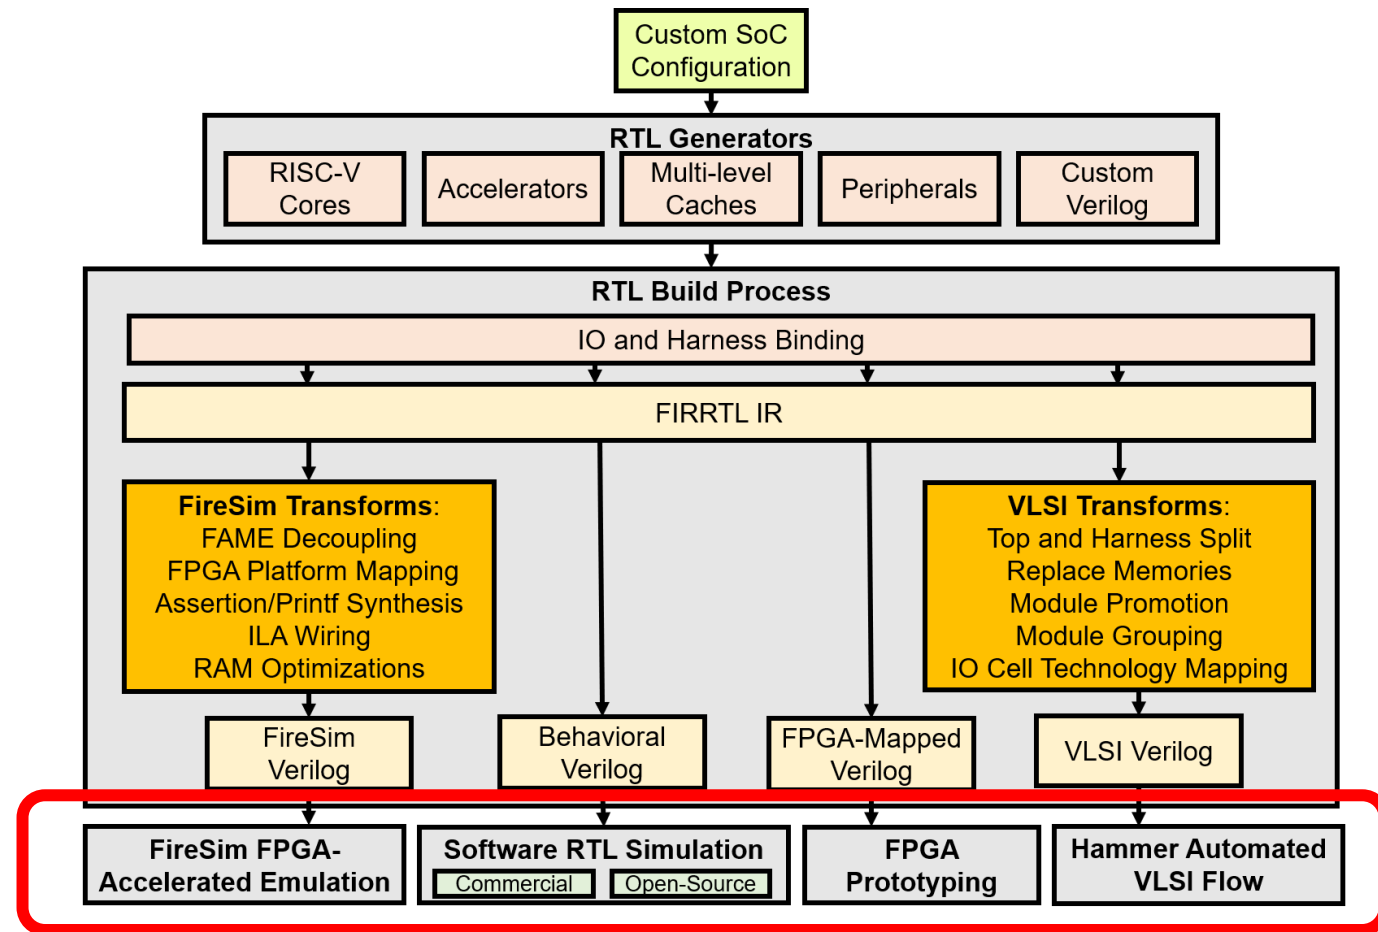 Custom SoC
Configuration
RTL Generators
RISC-V
Cores
Accelerators
Multi-level
Caches
Peripherals
Custom
Verilog
RTL Build Process
IO and Harness Binding
FIRRTL IR
FireSim Transforms:
FAME Decoupling
FPGA Platform Mapping
Assertion/Printf Synthesis
ILA Wiring
RAM Optimizations
VLSI Transforms:
Top and Harness Split
Replace Memories
Module Promotion
Module Grouping
IO Cell Technology Mapping
FireSim
Verilog
Behavioral
Verilog
FPGA-Mapped
Verilog
VLSI Verilog
FireSim FPGA-
Accelerated Emulation
Software RTL Simulation
Commercial
Open-Source
FPGA
Prototyping
Hammer Automated
VLSI Flow